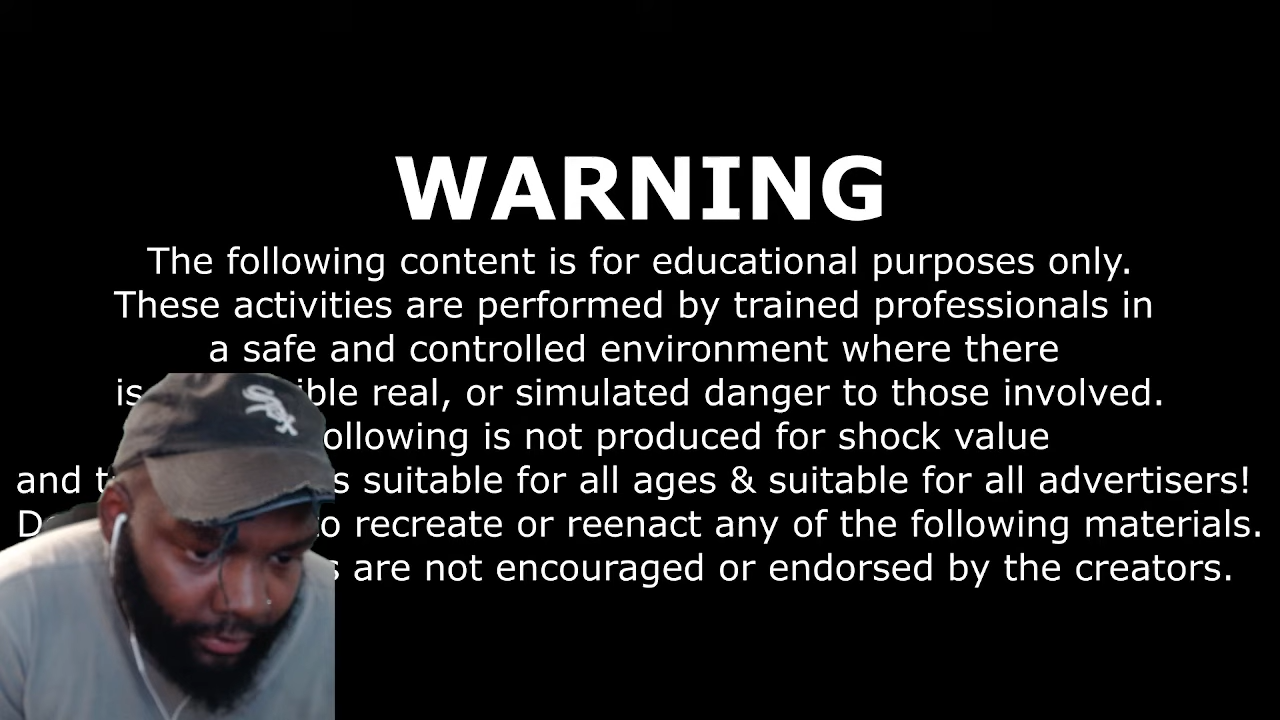 WARNING
The following content is for educational purposes only.
These activities are performed by trained professionals in
a safe and controlled environment where there
is real, or simulated danger to those involved.
is not produced for shock value
and suitable for all ages & suitable for all advertisers!
recreate or reenact any of the following materials.
are not encouraged or endorsed by the creators.